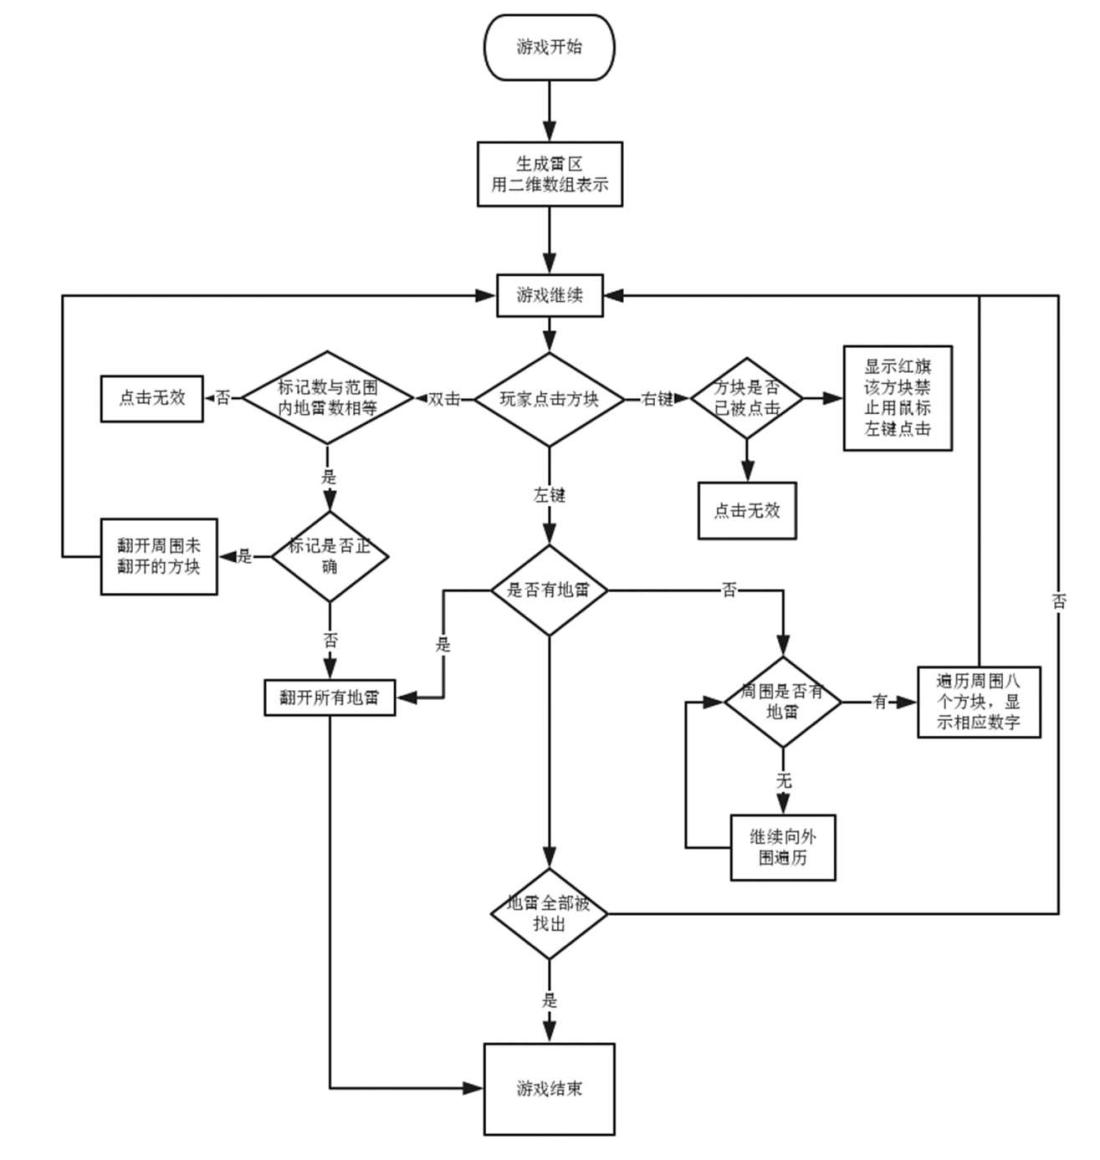 游戏开始
生成雷区
用二维数组表示
游戏继续
点击无效
否
标记数与范围
内地雷数相等
双击
玩家点击方块
右键
方块是否
已被点击
显示红旗
该方块禁
止用鼠标
左键点击
是
左键
点击无效
翻开周围未
翻开的方块
是
标记是否正
确
是否有地雷
否
否
否
是
翻开所有地雷
周围是否有
地雷
有
遍历周围八
个方块，显
示相应数字
无
继续向外
围遍历
地雷全部被
找出
是
游戏结束